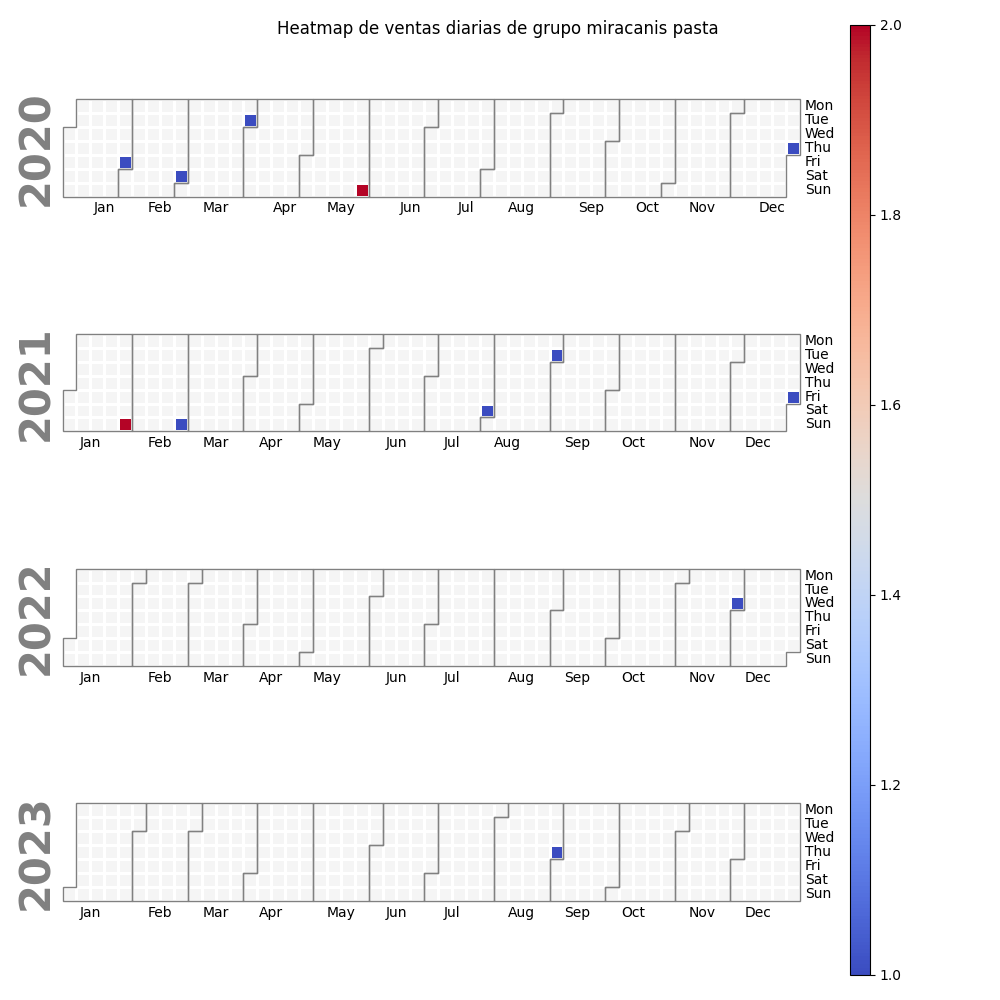 Heatmap de ventas diarias de grupo miracanis pasta
2020
Mon
Tue
Wed
Thu
Fri
Sat
Sun
Jan Feb Mar Apr May Jun Jul Aug Sep Oct Nov Dec
2021
Mon
Tue
Wed
Thu
Fri
Sat
Sun
Jan Feb Mar Apr May Jun Jul Aug Sep Oct Nov Dec
2022
Mon
Tue
Wed
Thu
Fri
Sat
Sun
Jan Feb Mar Apr May Jun Jul Aug Sep Oct Nov Dec
2023
Mon
Tue
Wed
Thu
Fri
Sat
Sun
Jan Feb Mar Apr May Jun Jul Aug Sep Oct Nov Dec
2.0
1.8
1.6
1.4
1.2
1.0